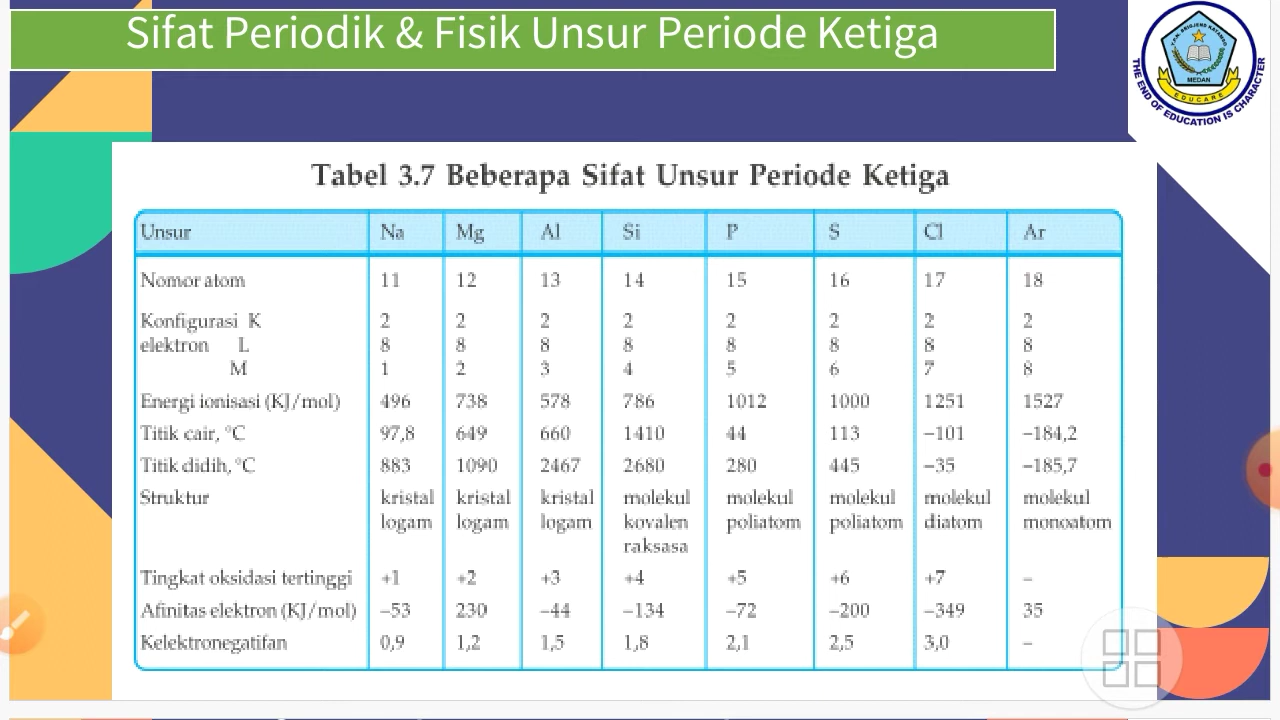 Sifat Periodik & Fisik Unsur Periode Ketiga
MEDAN
EDUCARE
THE END OF EDUCATION IS CHARACTER
Tabel 3.7 Beberapa Sifat Unsur Periode Ketiga
Unsur Na Mg Al Si P S Cl Ar
Nomor atom 11 12 13 14 15 16 17 18
Konfigurasi K 2 2 2 2 2 2 2 2
elektron L 8 8 8 8 8 8 8 8
M 1 2 3 4 5 6 7 8
Energi ionisasi (KJ/mol) 496 738 578 786 1012 1000 1251 1527
Titik cair, °C 97,8 649 660 1410 44 113 –101 –184,2
Titik didih, °C 883 1090 2467 2680 280 445 –35 –185,7
Struktur kristal kristal kristal molekul molekul molekul molekul molekul
logam logam logam kovalen poliatom poliatom diatom monoatom
raksasa
Tingkat oksidasi tertinggi +1 +2 +3 +4 +5 +6 +7 –
Afinitas elektron (KJ/mol) –53 230 –44 –134 –72 –200 –349 35
Kelektronegatifan 0,9 1,2 1,5 1,8 2,1 2,5 3,0 –